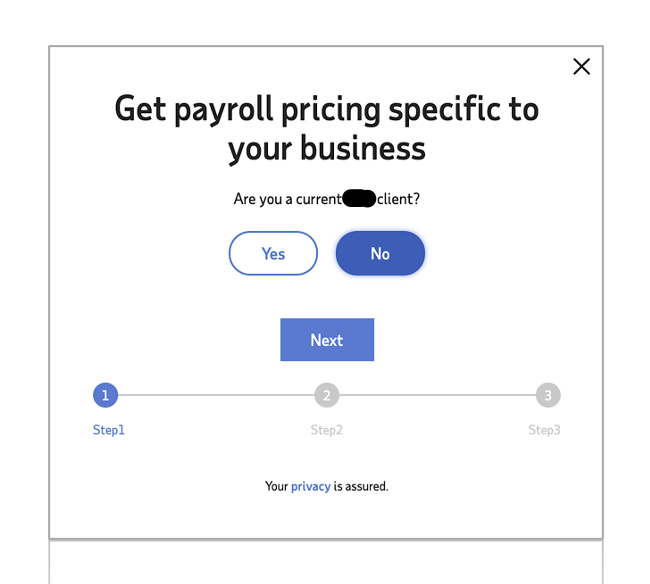 Get payroll pricing specific to
your business
Are you a current client?
Yes
No
Next
1
2
3
Step1
Step2
Step3
Your privacy is assured.